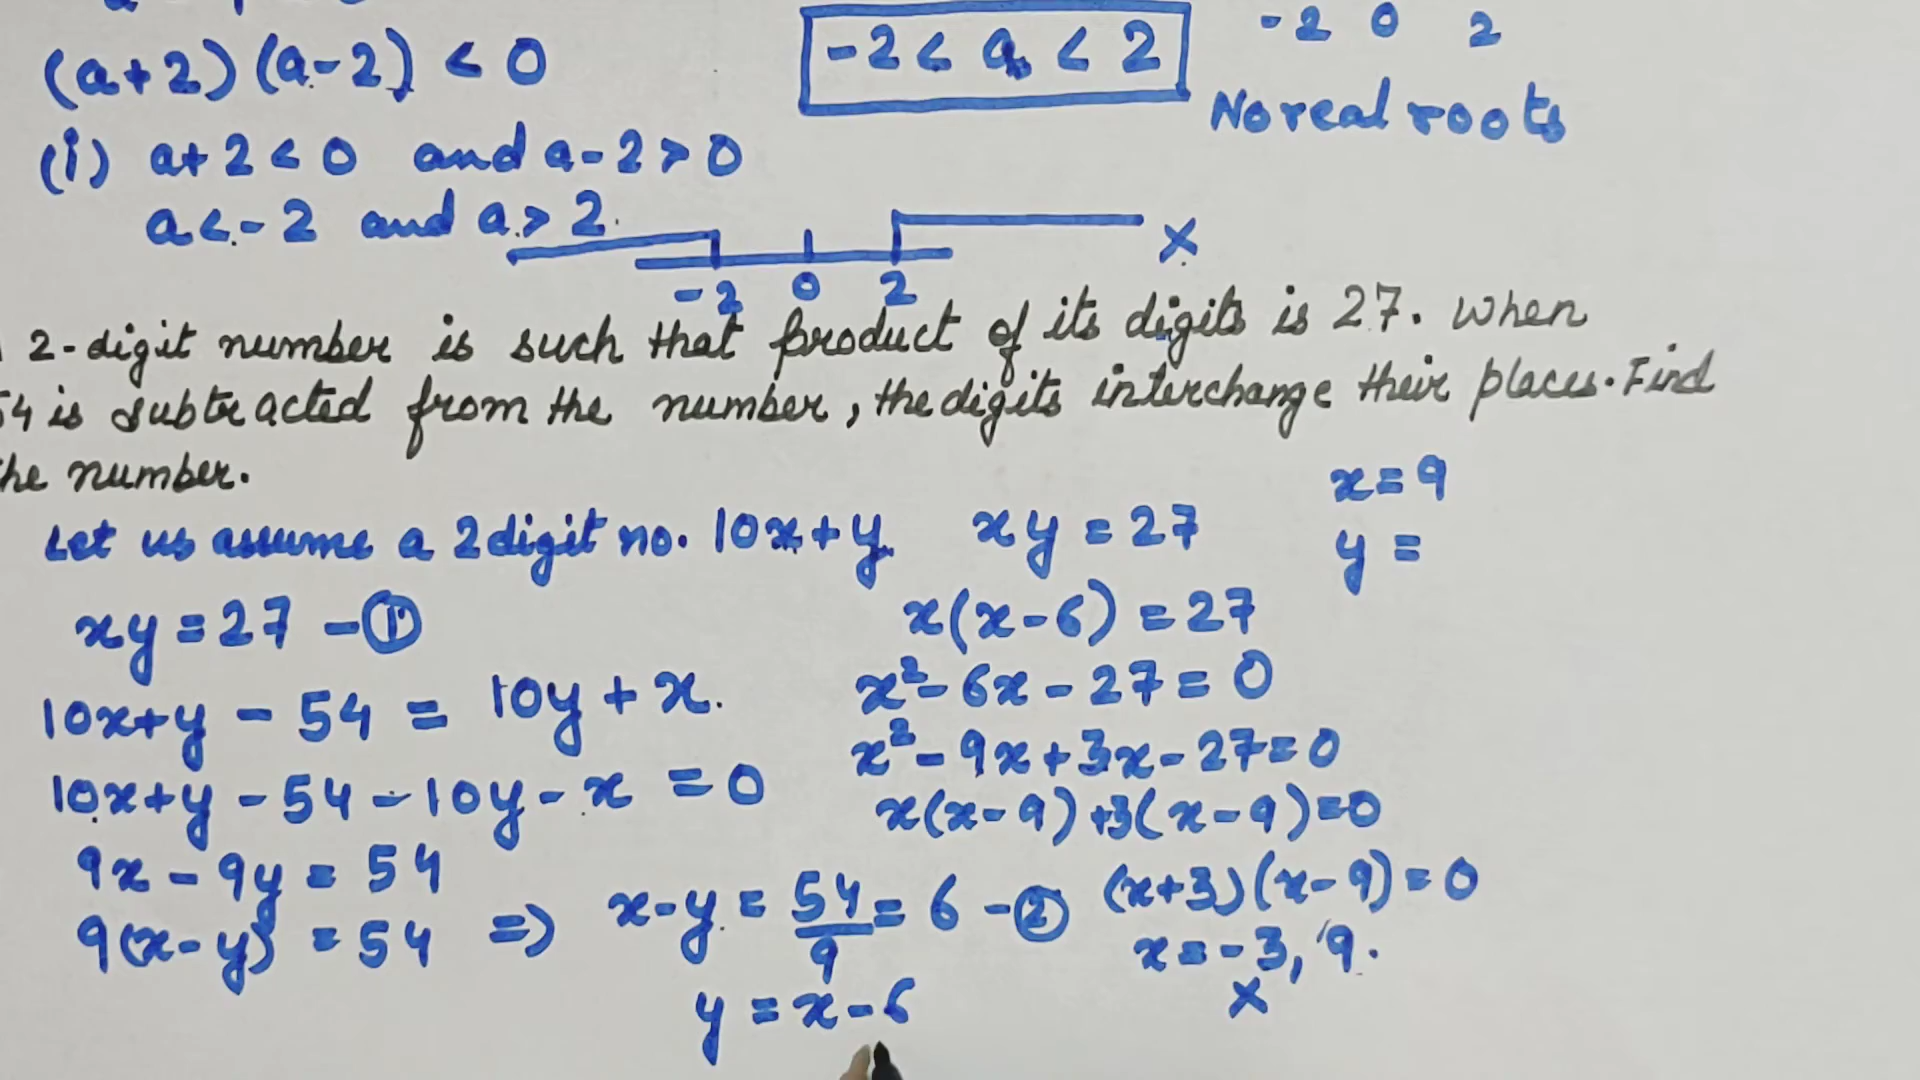 (a+2)(a-2) < 0
-2 < a < 2
-2 0 2
No real roots
(i) a+2<0 and a-2>0
a<-2 and a>2
-2 0 2 x
2-digit number is such that product of its digits is 27. When
54 is subtracted from the number, the digits interchange their places. Find
the number.
Let us assume a 2 digit no. 10x+y
xy = 27 - ①
10x+y - 54 = 10y + x.
10x+y - 54 - 10y - x = 0
9x - 9y = 54
9(x-y) = 54 => x-y = 54/9 = 6 - ②
y = x-6
xy = 27
x(x-6) = 27
x² - 6x - 27 = 0
x² - 9x + 3x - 27 = 0
x(x-9) +3(x-9) = 0
(x+3)(x-9) = 0
x = -3, 9.
x
x = 9
y =